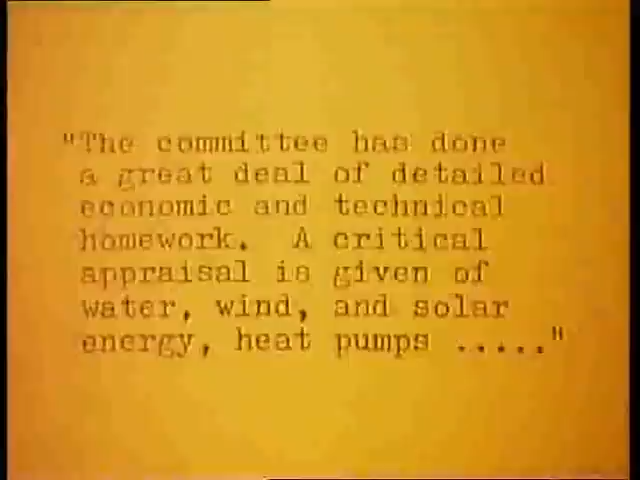 "The committee has done
a great deal of detailed
economic and technical
homework.  A critical
appraisal is given of
water, wind, and solar
energy, heat pumps ....."